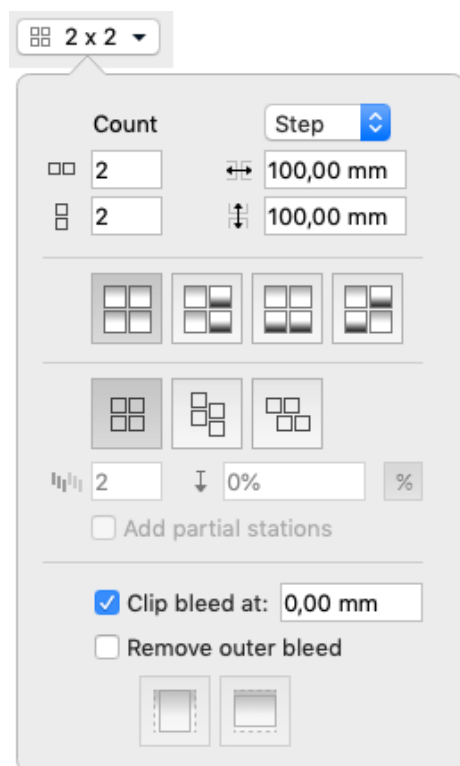 2 x 2
Count Step
2 100,00 mm
2 100,00 mm
2 0% %
Add partial stations
Clip bleed at: 0,00 mm
Remove outer bleed